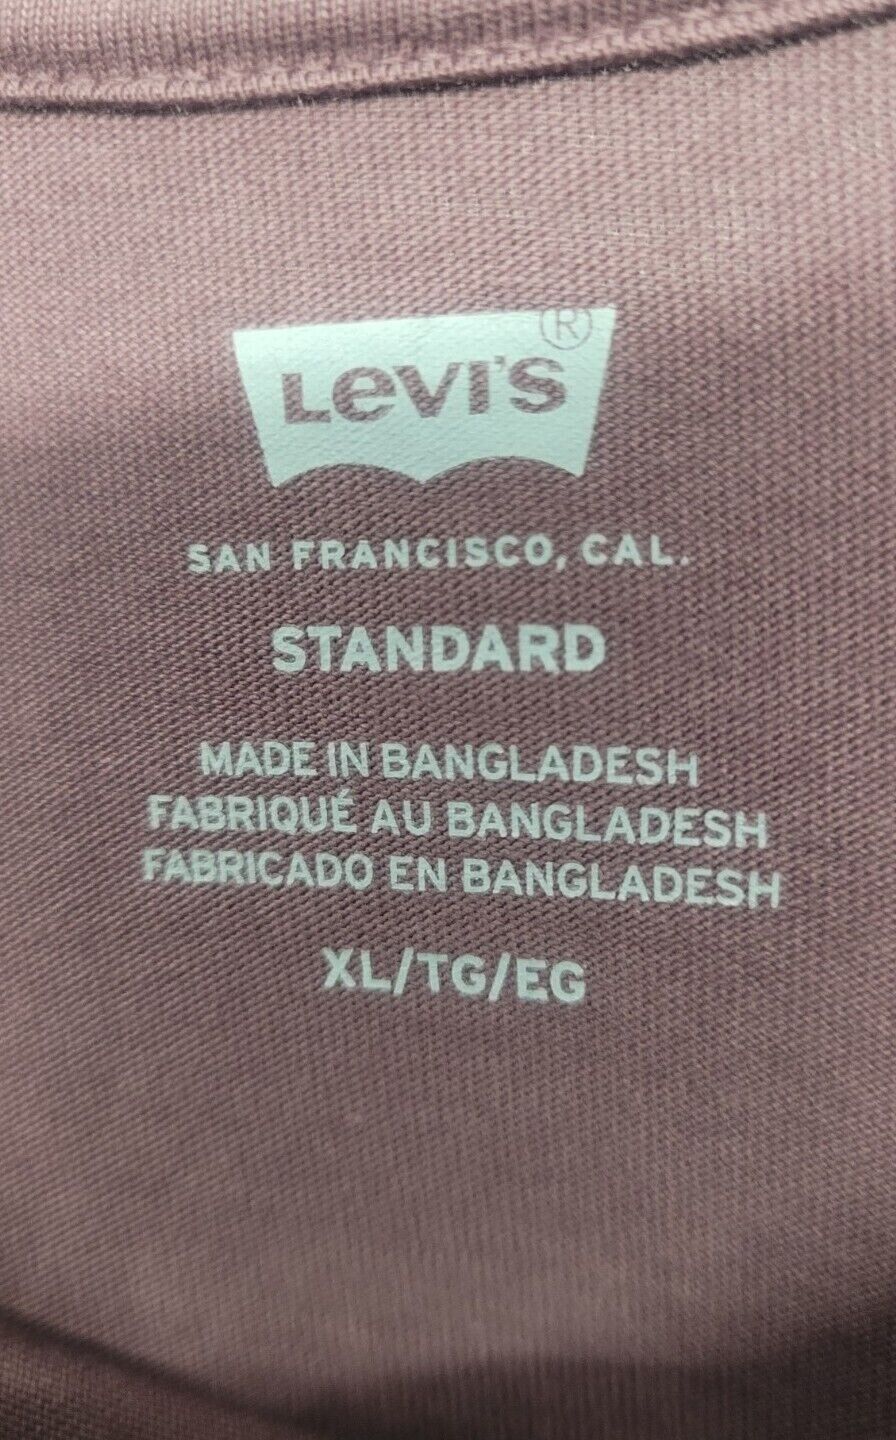 Levi's®
SAN FRANCISCO, CAL.
STANDARD
MADE IN BANGLADESH
FABRIQUÉ AU BANGLADESH
FABRICADO EN BANGLADESH
XL/TG/EG